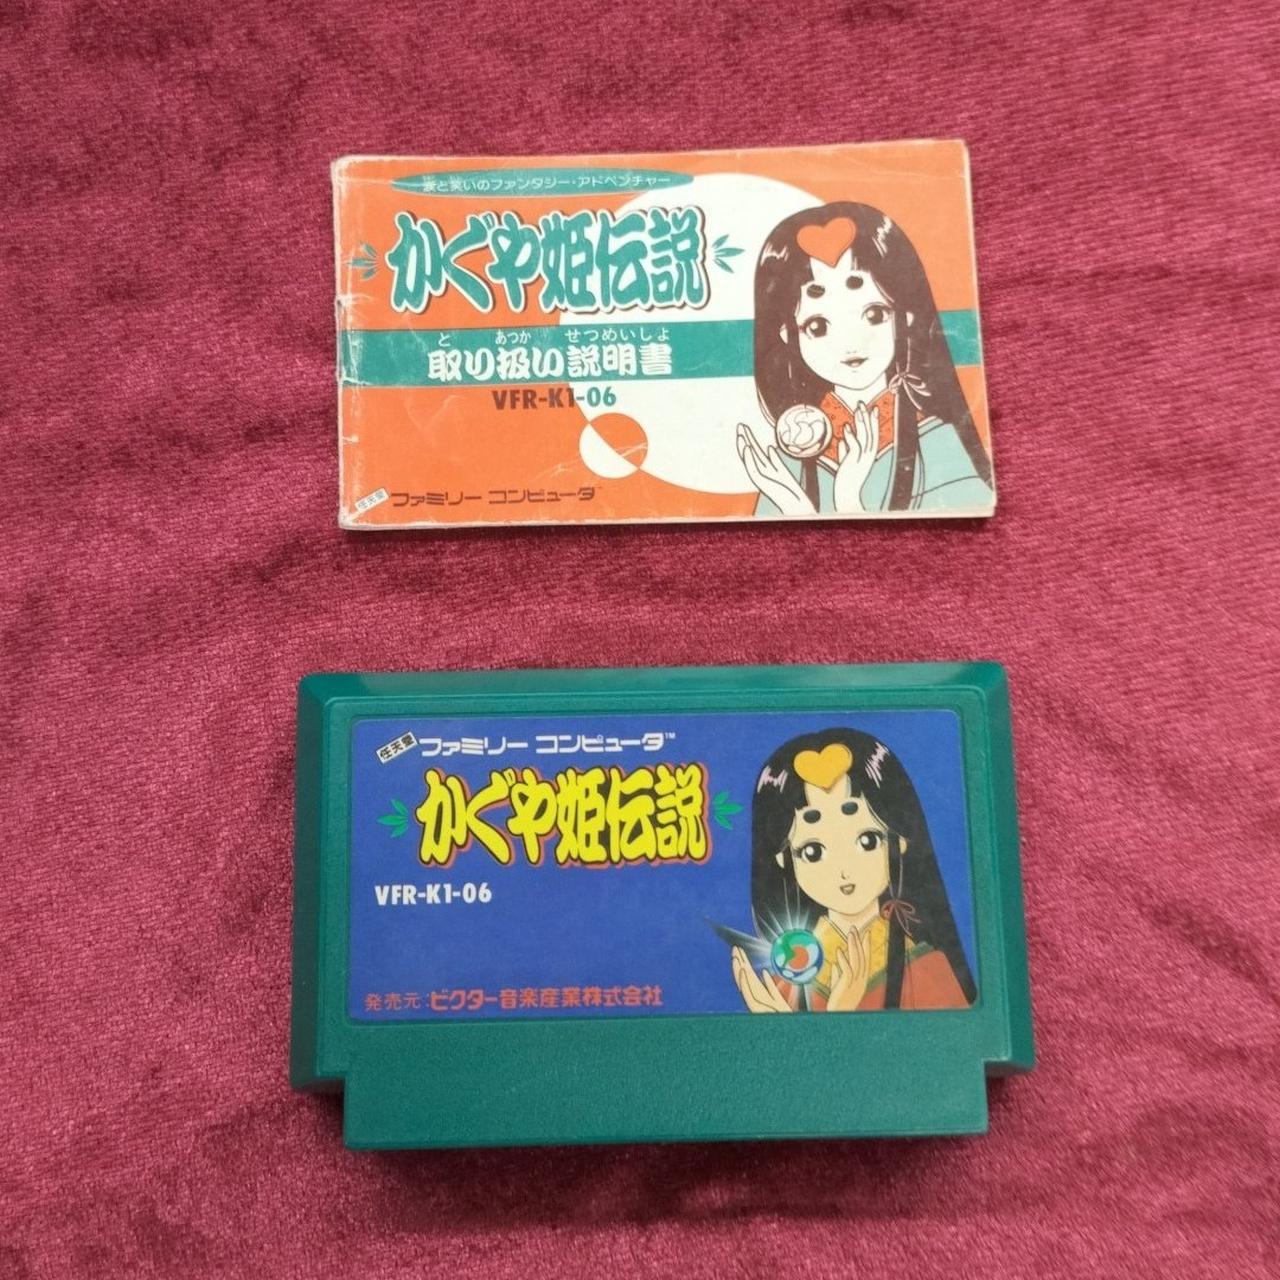 涙と笑いのファンタジー・アドベンチャー
かぐや姫伝説
と あつか せつめいしょ
取り扱い説明書
VFR-K1-06
任天堂 ファミリー コンピュータ™
任天堂 ファミリー コンピュータ™
かぐや姫伝説
VFR-K1-06
発売元:ビクター音楽産業株式会社